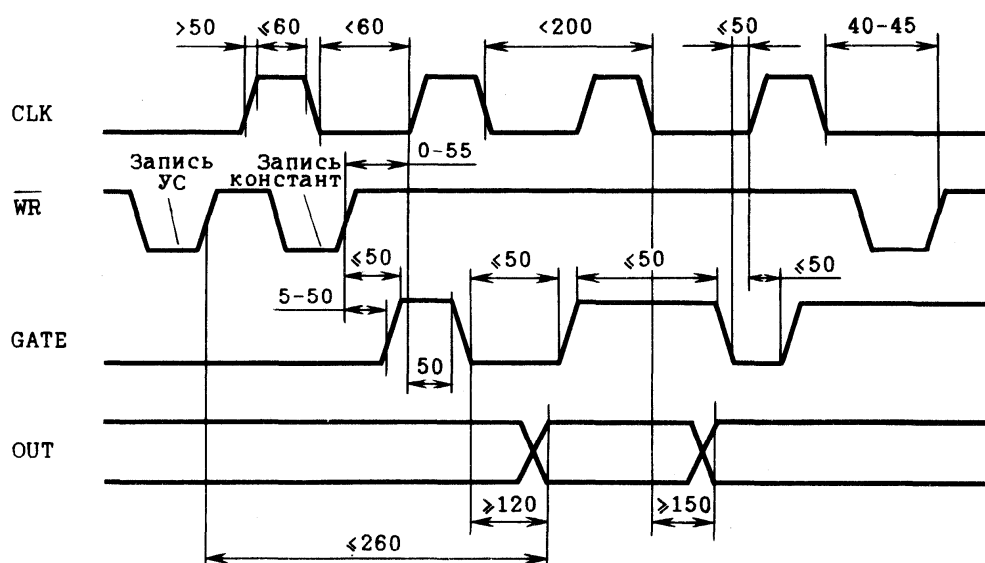 >50 ≤60 <60 <200 ≤50 40-45
CLK
0-55
Запись УС
Запись констант
WR
≤50 ≤50 ≤50 ≤50
5-50
GATE
50
OUT
≥120 ≥150
≤260